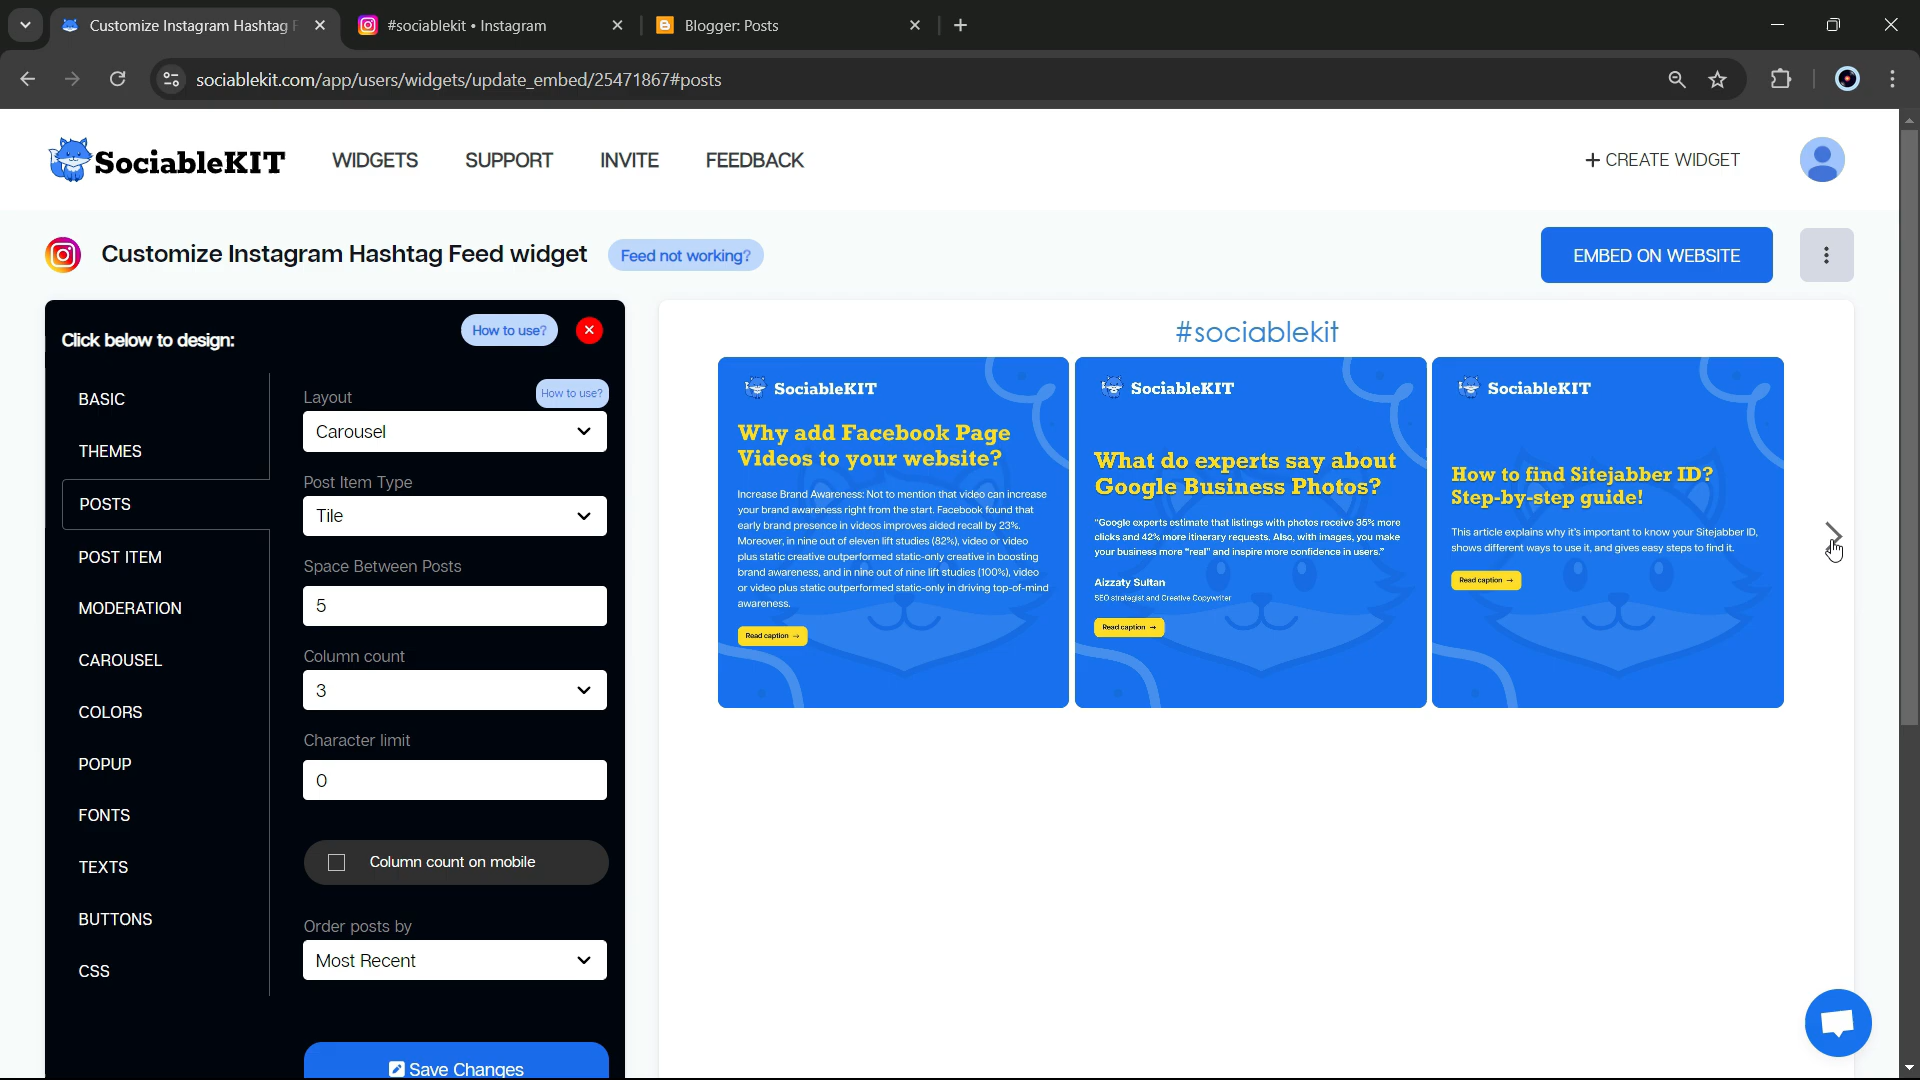 Customize Instagram Hashtag F
#sociablekit • Instagram
Blogger: Posts
sociablekit.com/app/users/widgets/update_embed/25471867#posts
SociableKIT
WIDGETS
SUPPORT
INVITE
FEEDBACK
+ CREATE WIDGET
Customize Instagram Hashtag Feed widget
Feed not working?
EMBED ON WEBSITE
Click below to design:
How to use?
BASIC
THEMES
POSTS
POST ITEM
MODERATION
CAROUSEL
COLORS
POPUP
FONTS
TEXTS
BUTTONS
CSS
Layout
How to use?
Carousel
Post Item Type
Tile
Space Between Posts
5
Column count
3
Character limit
0
Column count on mobile
Order posts by
Most Recent
Save Changes
#sociablekit
SociableKIT
Why add Facebook Page
Videos to your website?
Increase Brand Awareness: Not to mention that video can increase
your brand awareness right from the start. Facebook found that
early brand presence in videos improves aided recall by 23%.
Moreover, in nine out of eleven lift studies (82%), video or video
plus static creative outperformed static-only creative in boosting
brand awareness, and in nine out of nine lift studies (100%), video
or video plus static outperformed static-only in driving top-of-mind
awareness.
Read caption →
SociableKIT
What do experts say about
Google Business Photos?
"Google experts estimate that listings with photos receive 35% more
clicks and 42% more itinerary requests. Also, with images, you make
your business more "real" and inspire more confidence in users."
Aizzaty Sultan
SEO strategist and Creative Copywriter
Read caption →
SociableKIT
How to find Sitejabber ID?
Step-by-step guide!
This article explains why it's important to know your Sitejabber ID,
shows different ways to use it, and gives easy steps to find it.
Read caption →